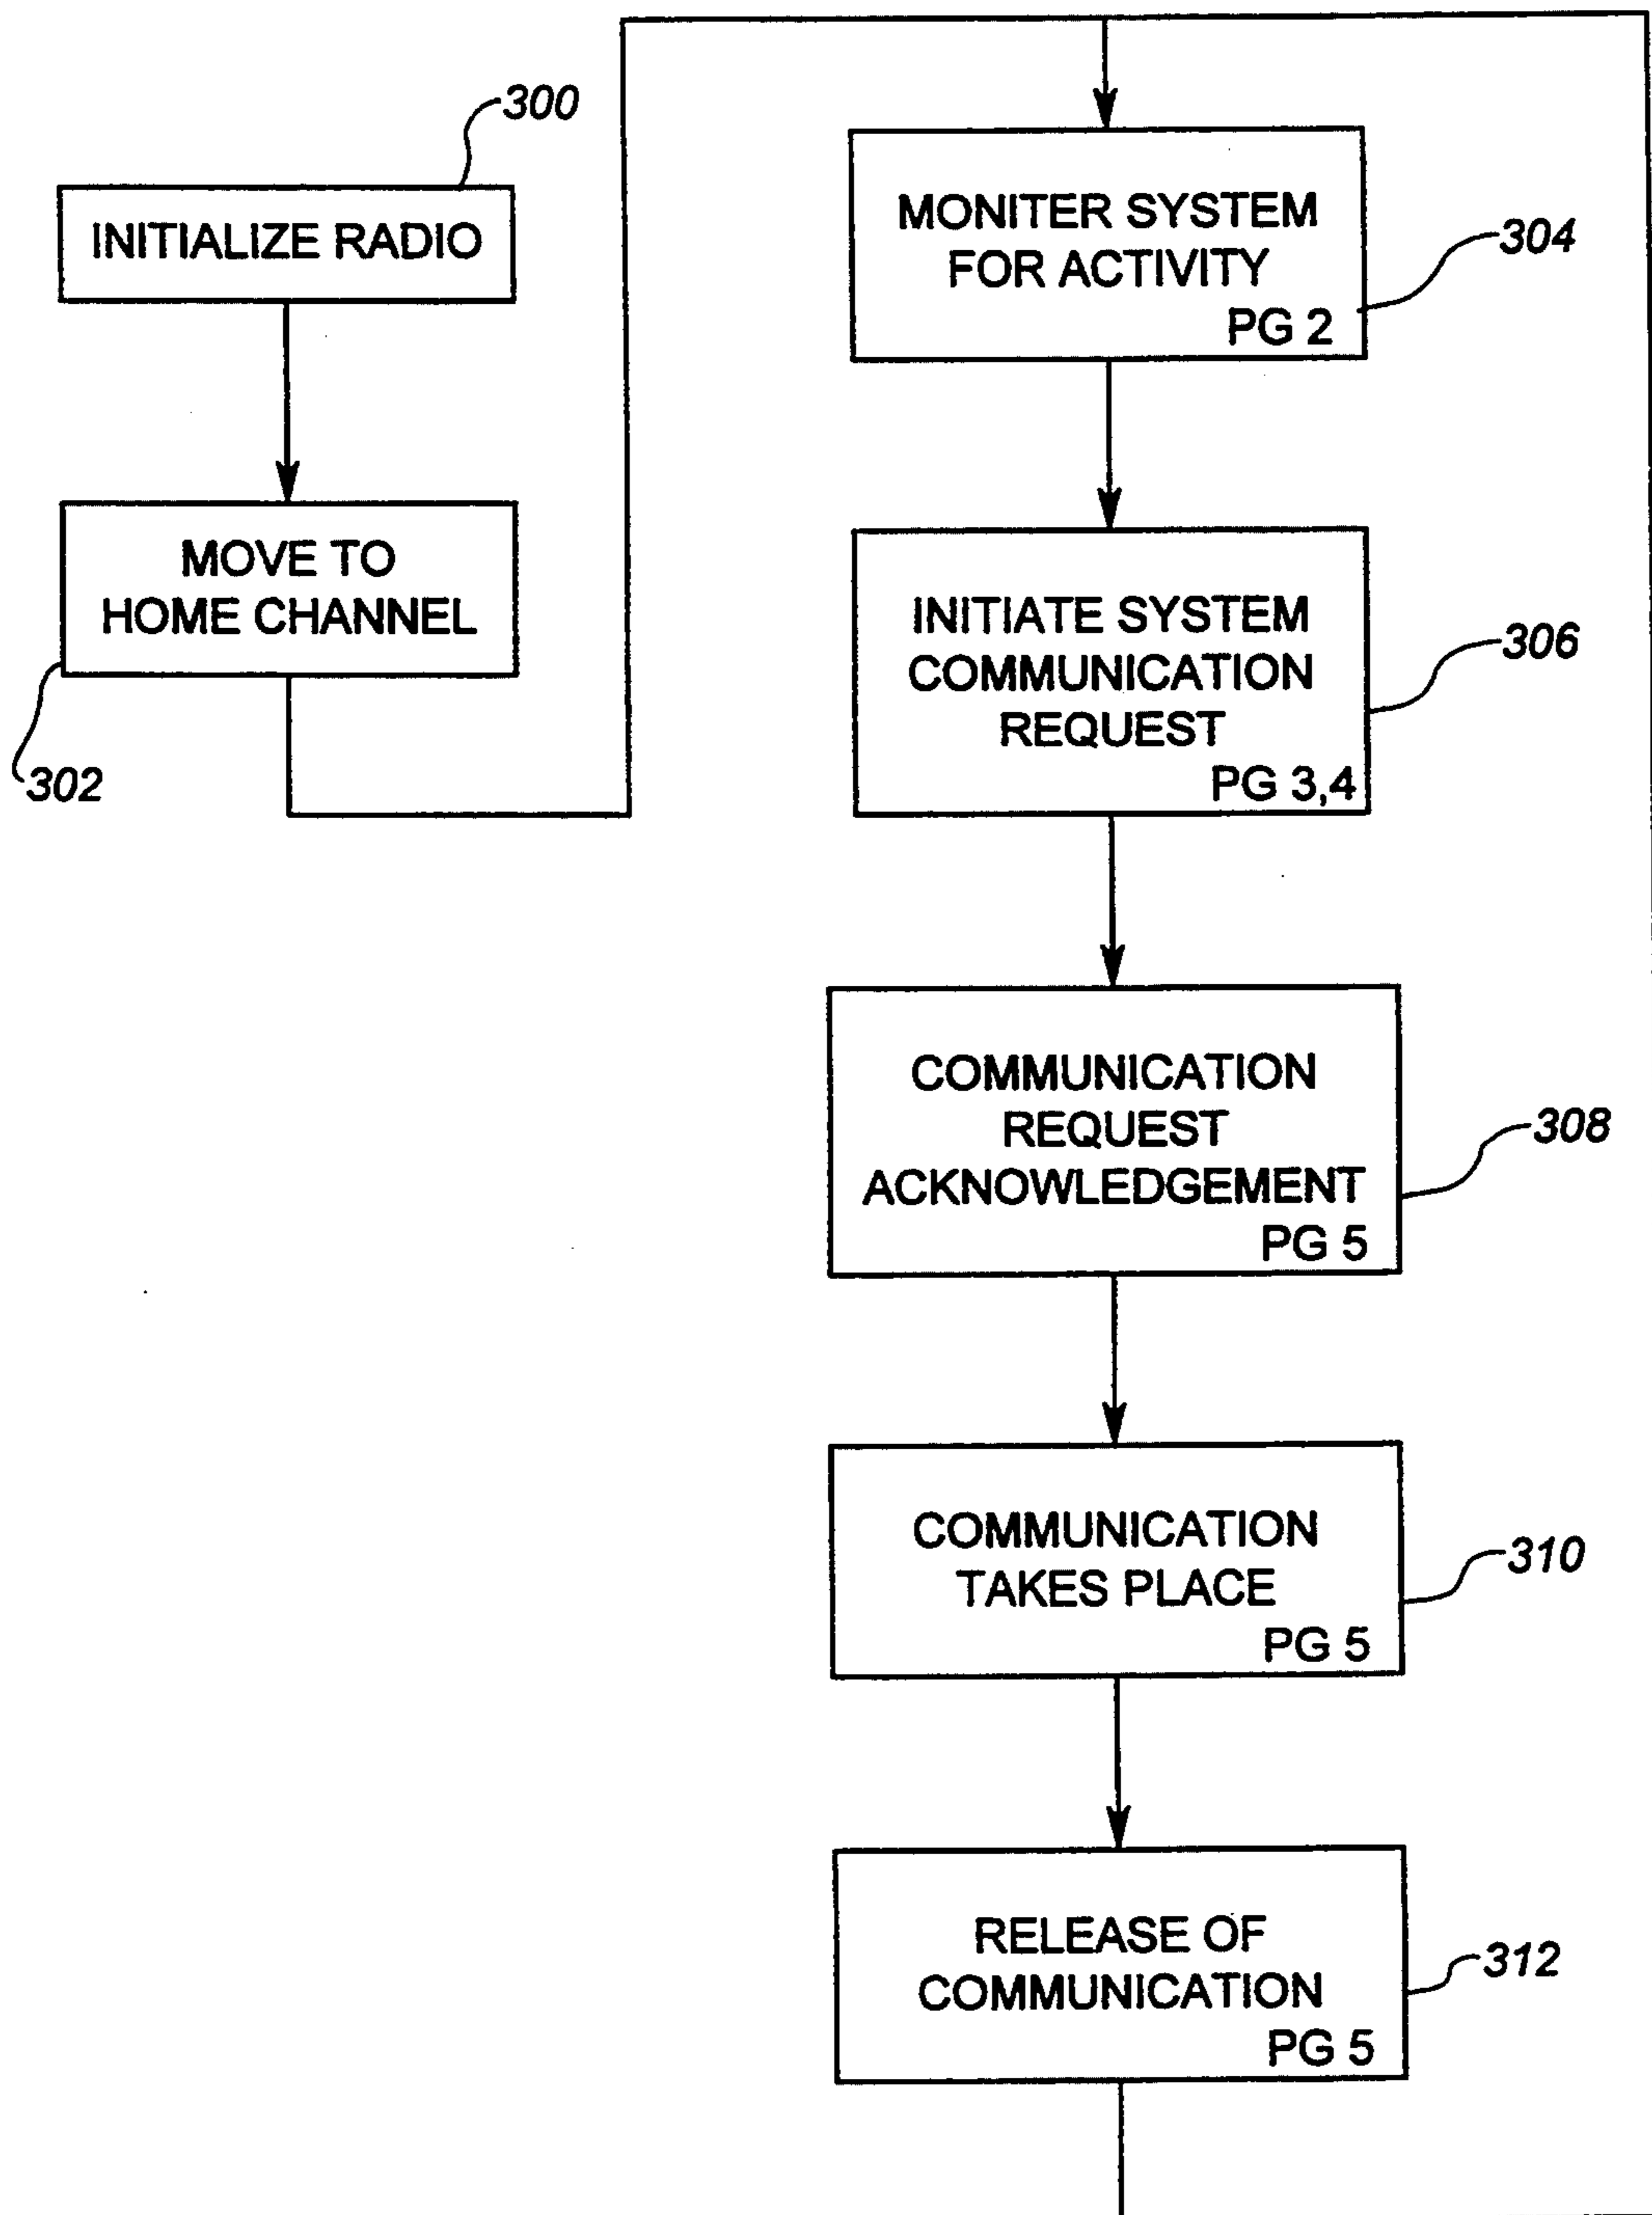 300
INITIALIZE RADIO
MOVE TO
HOME CHANNEL
302
MONITER SYSTEM
FOR ACTIVITY
PG 2
304
INITIATE SYSTEM
COMMUNICATION
REQUEST
PG 3,4
306
COMMUNICATION
REQUEST
ACKNOWLEDGEMENT
PG 5
308
COMMUNICATION
TAKES PLACE
PG 5
310
RELEASE OF
COMMUNICATION
PG 5
312